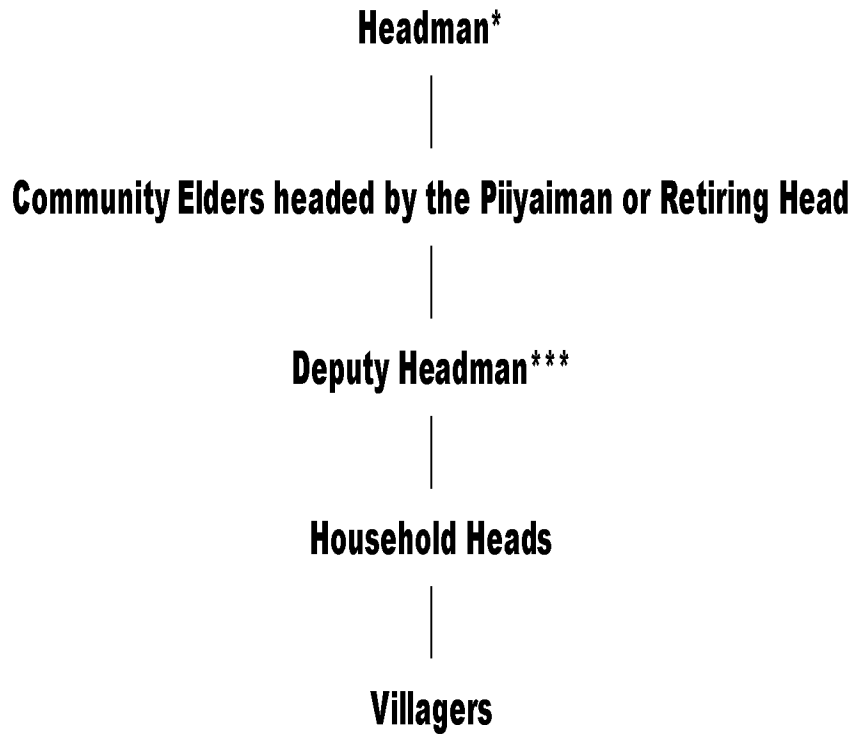 Headman*
Community Elders headed by the Piiyaiman or Retiring Head
Deputy Headman***
Household Heads
Villagers